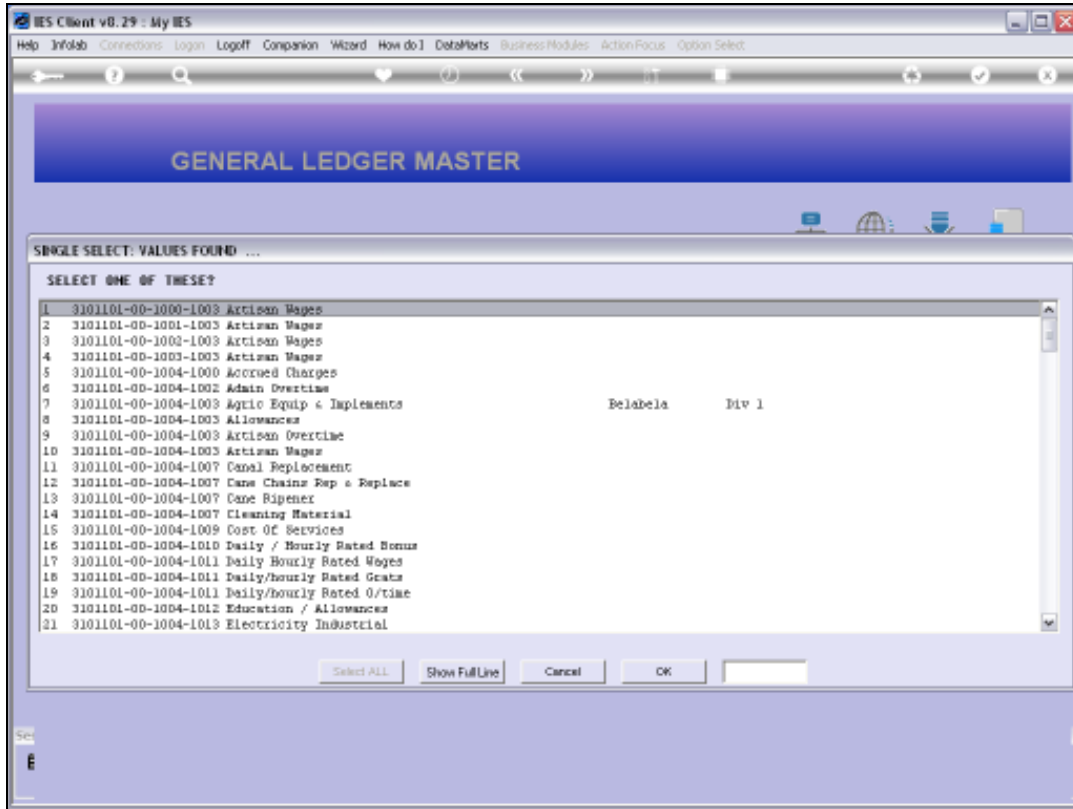 IES Client v8.29 : My IES
Help Infolab Connections Logon Logoff Companion Wizard How do I DataMarts Business Modules Action Focus Option Select
GENERAL LEDGER MASTER
SINGLE SELECT: VALUES FOUND ...
SELECT ONE OF THESE?
1 3101101-00-1000-1003 Artisan Wages
2 3101101-00-1001-1003 Artisan Wages
3 3101101-00-1002-1003 Artisan Wages
4 3101101-00-1003-1003 Artisan Wages
5 3101101-00-1004-1000 Accrued Charges
6 3101101-00-1004-1002 Admin Overtime
7 3101101-00-1004-1003 Agric Equip & Implements Belabela Div 1
8 3101101-00-1004-1003 Allowances
9 3101101-00-1004-1003 Artisan Overtime
10 3101101-00-1004-1003 Artisan Wages
11 3101101-00-1004-1007 Canal Replacement
12 3101101-00-1004-1007 Cane Chains Rep & Replace
13 3101101-00-1004-1007 Cane Ripener
14 3101101-00-1004-1007 Cleaning Material
15 3101101-00-1004-1009 Cost Of Services
16 3101101-00-1004-1010 Daily / Hourly Rated Bonus
17 3101101-00-1004-1011 Daily Hourly Rated Wages
18 3101101-00-1004-1011 Daily/hourly Rated Grats
19 3101101-00-1004-1011 Daily/hourly Rated O/time
20 3101101-00-1004-1012 Education / Allowances
21 3101101-00-1004-1013 Electricity Industrial
Select ALL Show Full Line Cancel OK